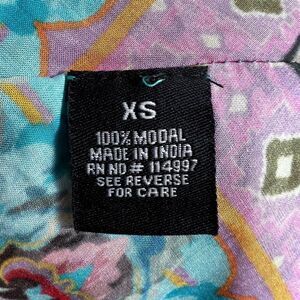 XS
100% MODAL
MADE IN INDIA
RN NO# 114997
SEE REVERSE
FOR CARE